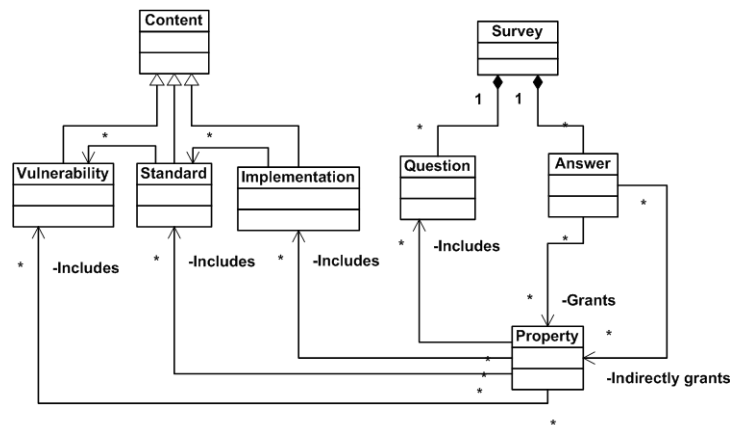 Content
Survey
1 1
* * * *
Vulnerability Standard Implementation Question Answer
* *
* -Includes * -Includes * -Includes * -Includes
* -Grants
Property *
*
* -Indirectly grants
*
*